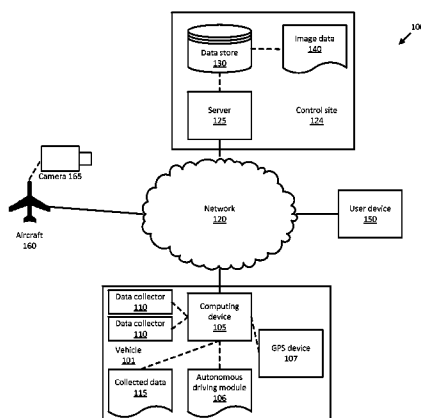 100
Data store
130
Image data
140
Server
125
Control site
124
Camera 165
Aircraft
160
Network
120
User device
150
Data collector
110
Data collector
110
Computing
device
105
GPS device
107
Vehicle
101
Collected data
115
Autonomous
driving module
106